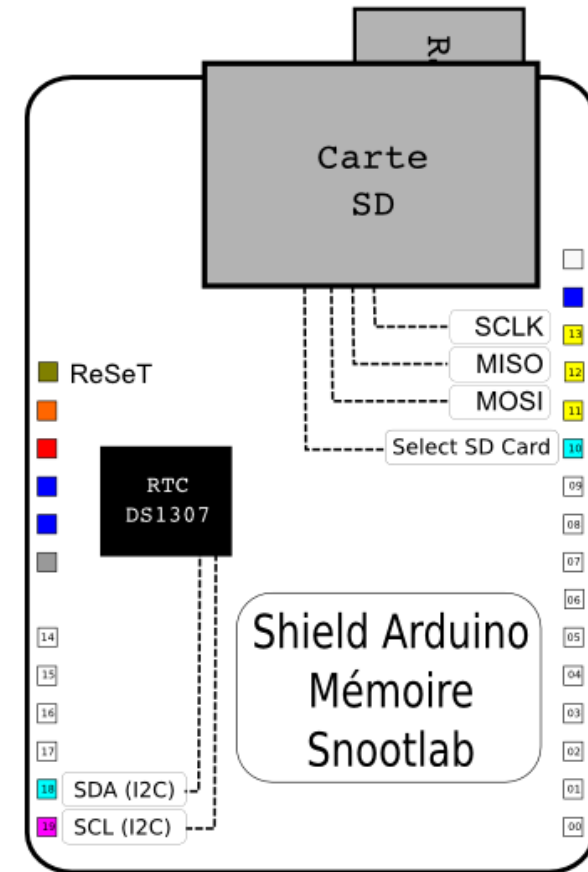 R
Carte
SD
SCLK
13
MISO
12
MOSI
11
Select SD Card
10
ReSeT
RTC
DS1307
09
08
07
06
05
04
03
02
01
00
Shield Arduino
Mémoire
Snootlab
14
15
16
17
18
SDA (I2C)
19
SCL (I2C)